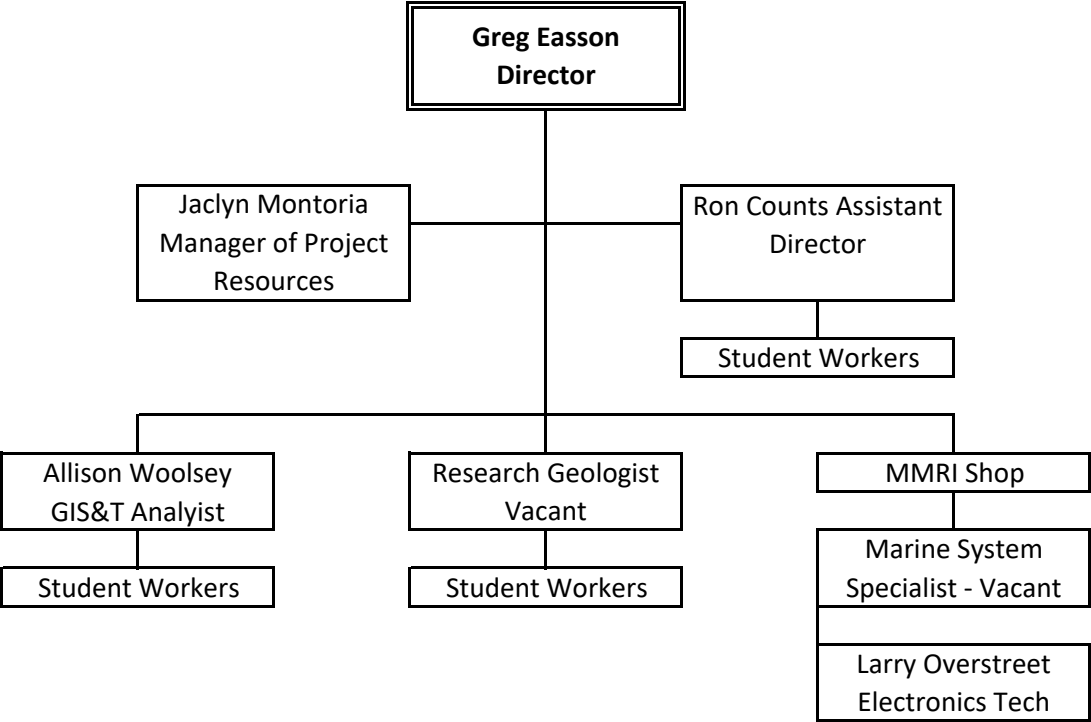 Greg Easson
Director
Jaclyn Montoria
Manager of Project
Resources
Ron Counts Assistant
Director
Student Workers
Allison Woolsey
GIS&T Analyist
Student Workers
Research Geologist
Vacant
Student Workers
MMRI Shop
Marine System
Specialist - Vacant
Larry Overstreet
Electronics Tech